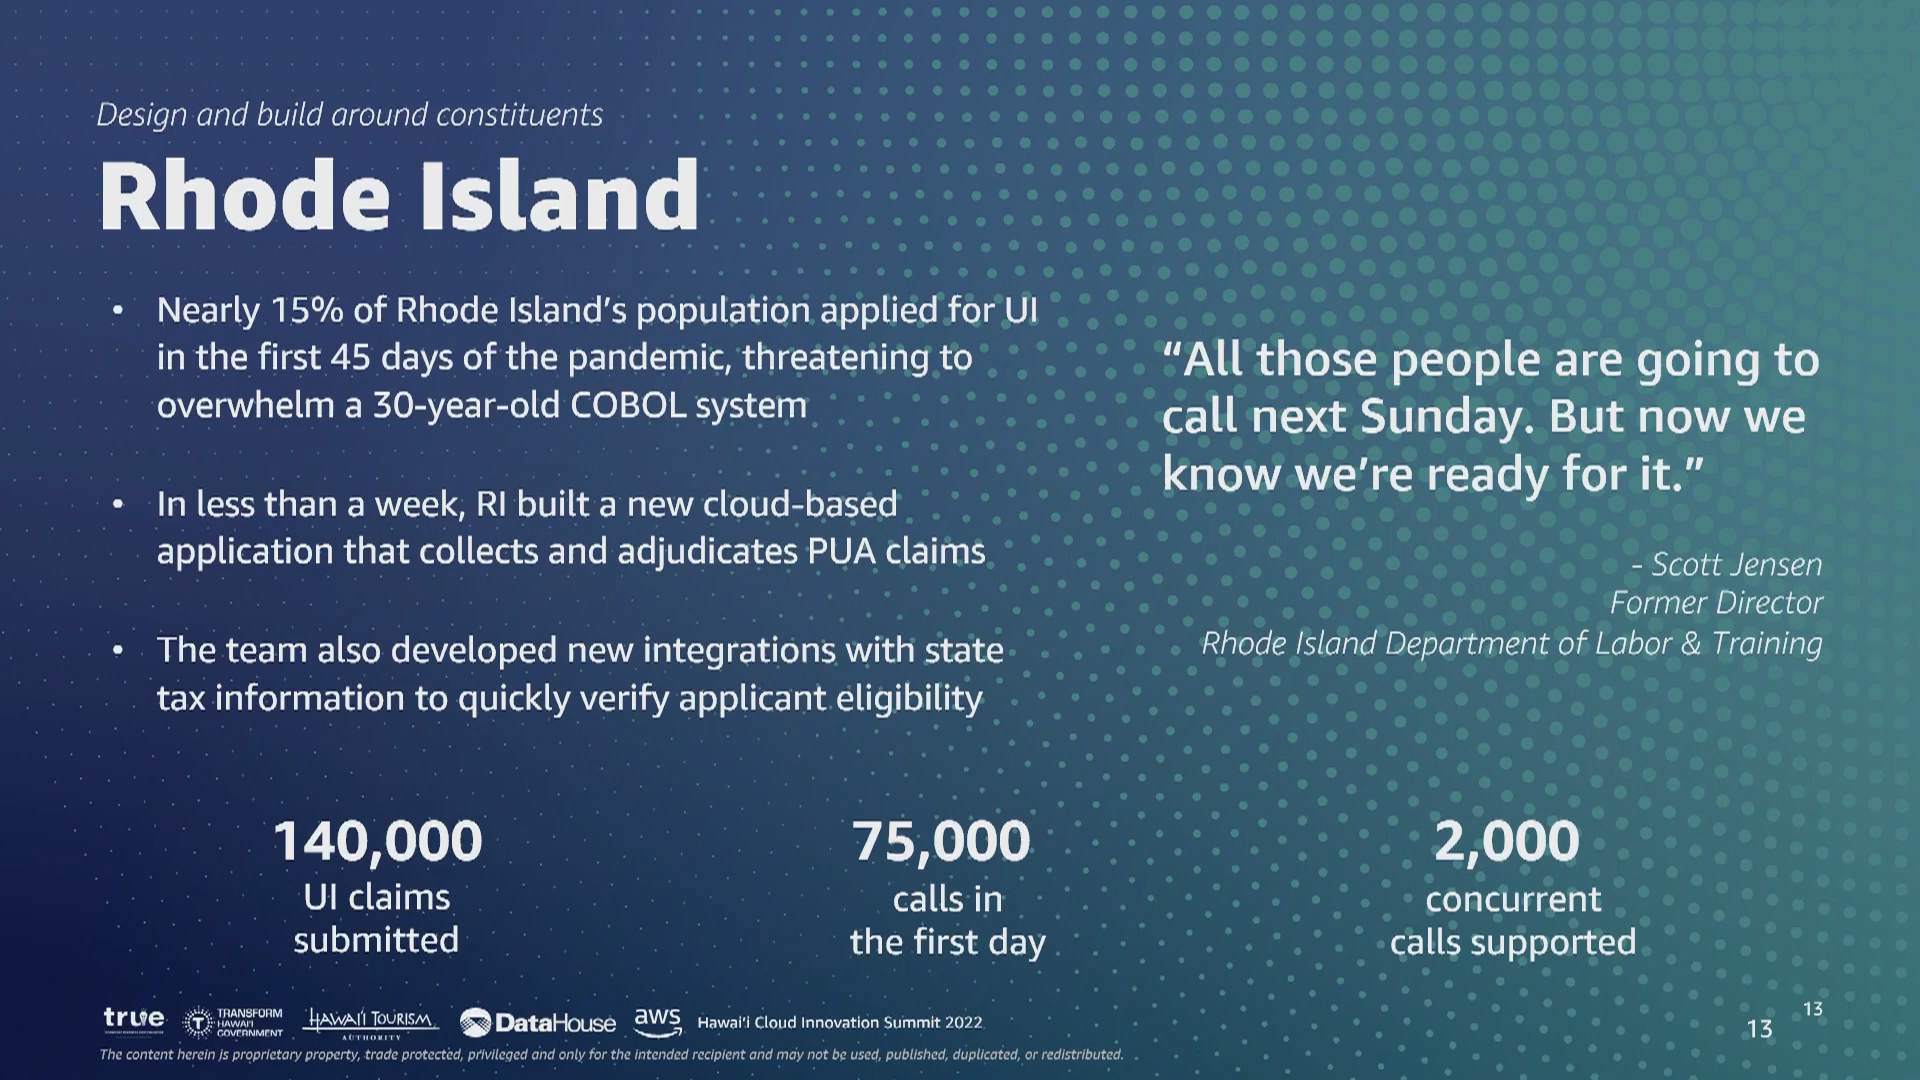 Design and build around constituents
Rhode Island
• Nearly 15% of Rhode Island's population applied for UI
in the first 45 days of the pandemic, threatening to
overwhelm a 30-year-old COBOL system
• In less than a week, RI built a new cloud-based
application that collects and adjudicates PUA claims
• The team also developed new integrations with state
tax information to quickly verify applicant eligibility
“All those people are going to
call next Sunday. But now we
know we’re ready for it.”
- Scott Jensen
Former Director
Rhode Island Department of Labor & Training
140,000
UI claims
submitted
75,000
calls in
the first day
2,000
concurrent
calls supported
true
TRANSFORM
HAWAI'I
GOVERNMENT
HAWAI'I TOURISM
AUTHORITY
DataHouse
aws
Hawai'i Cloud Innovation Summit 2022
13
13
The content herein is proprietary property, trade protected, privileged and only for the intended recipient and may not be used, published, duplicated, or redistributed.